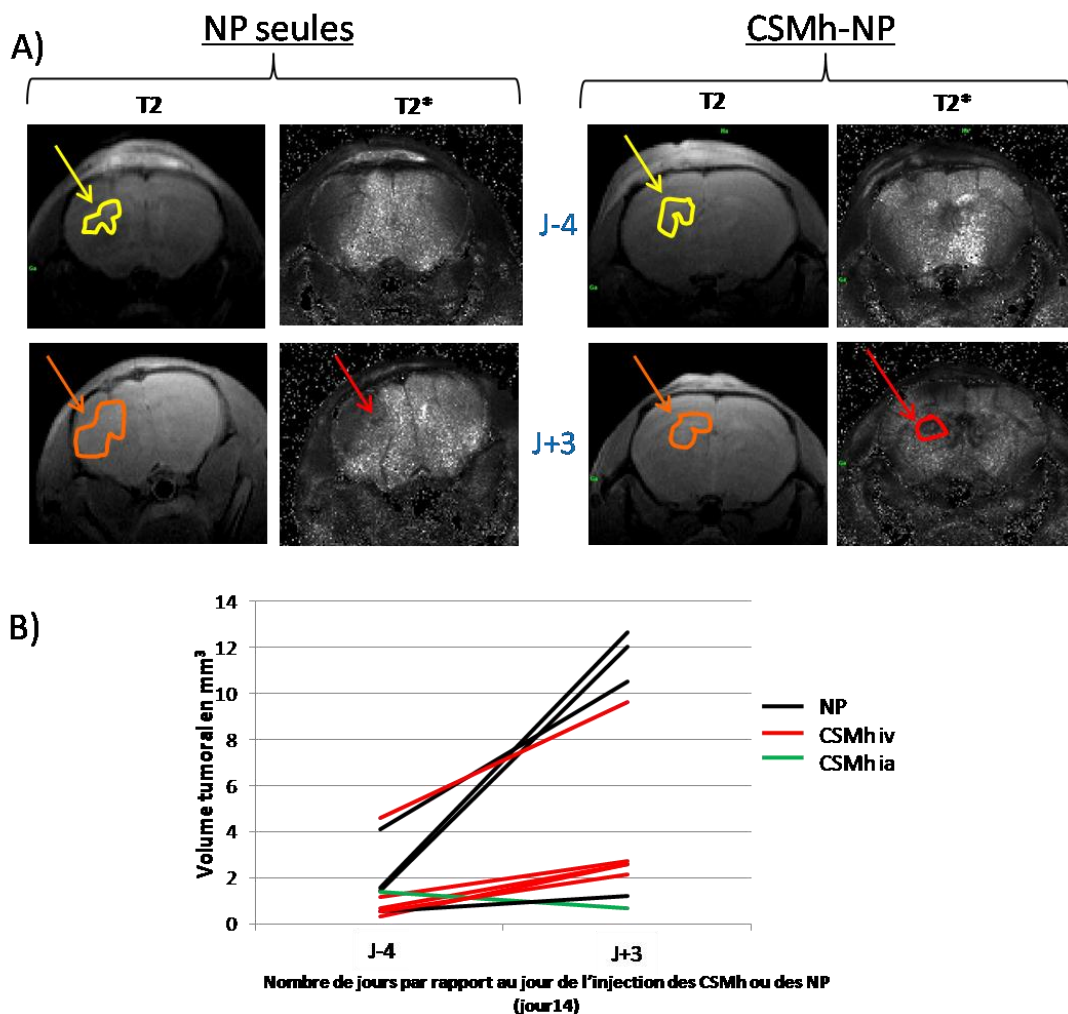 A)
NP seules
CSMh-NP
T2
T2*
T2
T2*
J-4
J+3
B)
14
12
10
8
6
4
2
0
Volume tumoral en mm³
J-4
J+3
Nombre de jours par rapport au jour de l'injection des CSMh ou des NP
(jour14)
NP
CSMh iv
CSMh ia